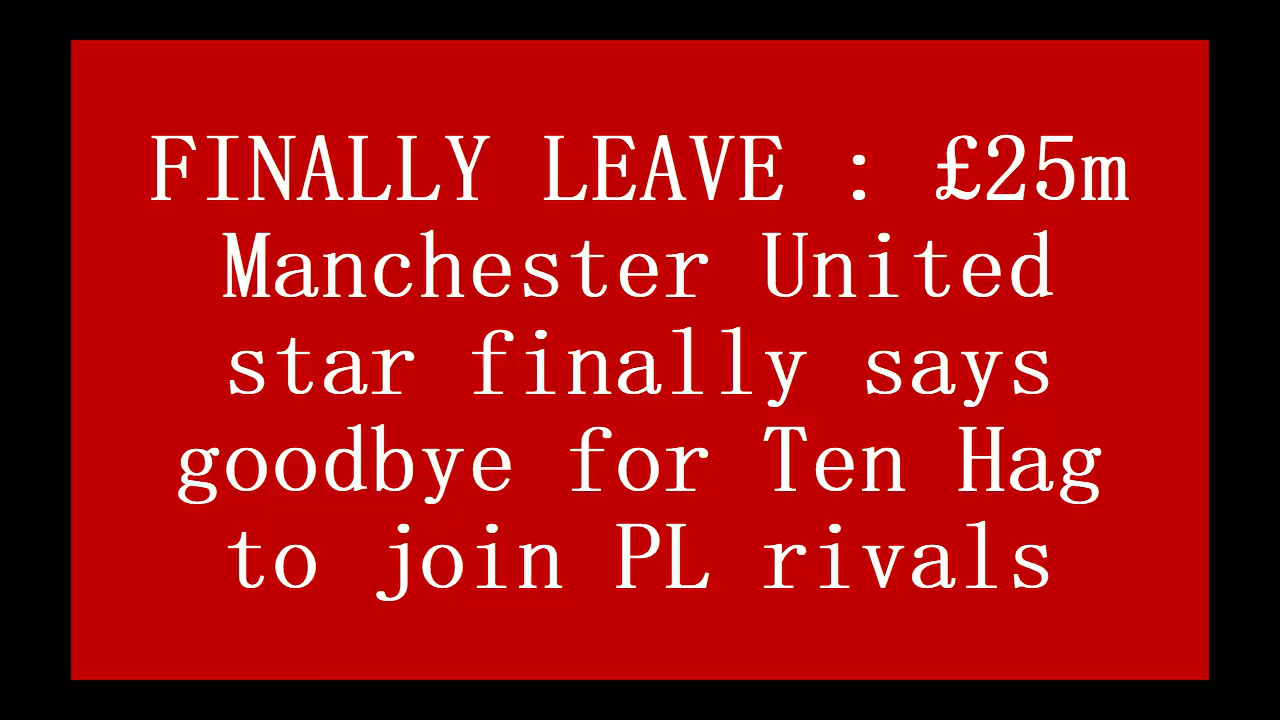 FINALLY LEAVE : £25m
Manchester United
star finally says
goodbye for Ten Hag
to join PL rivals